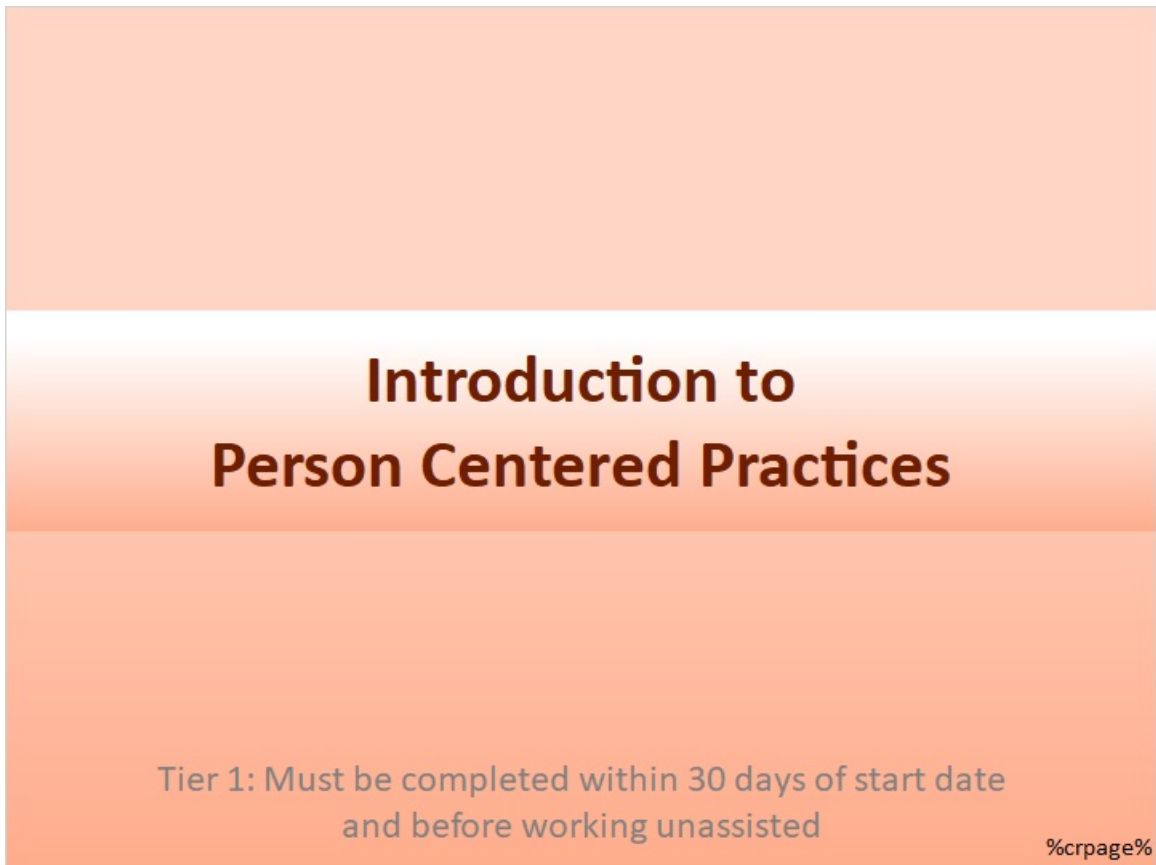 Introduction to
Person Centered Practices
Tier 1: Must be completed within 30 days of start date
and before working unassisted
%crpage%